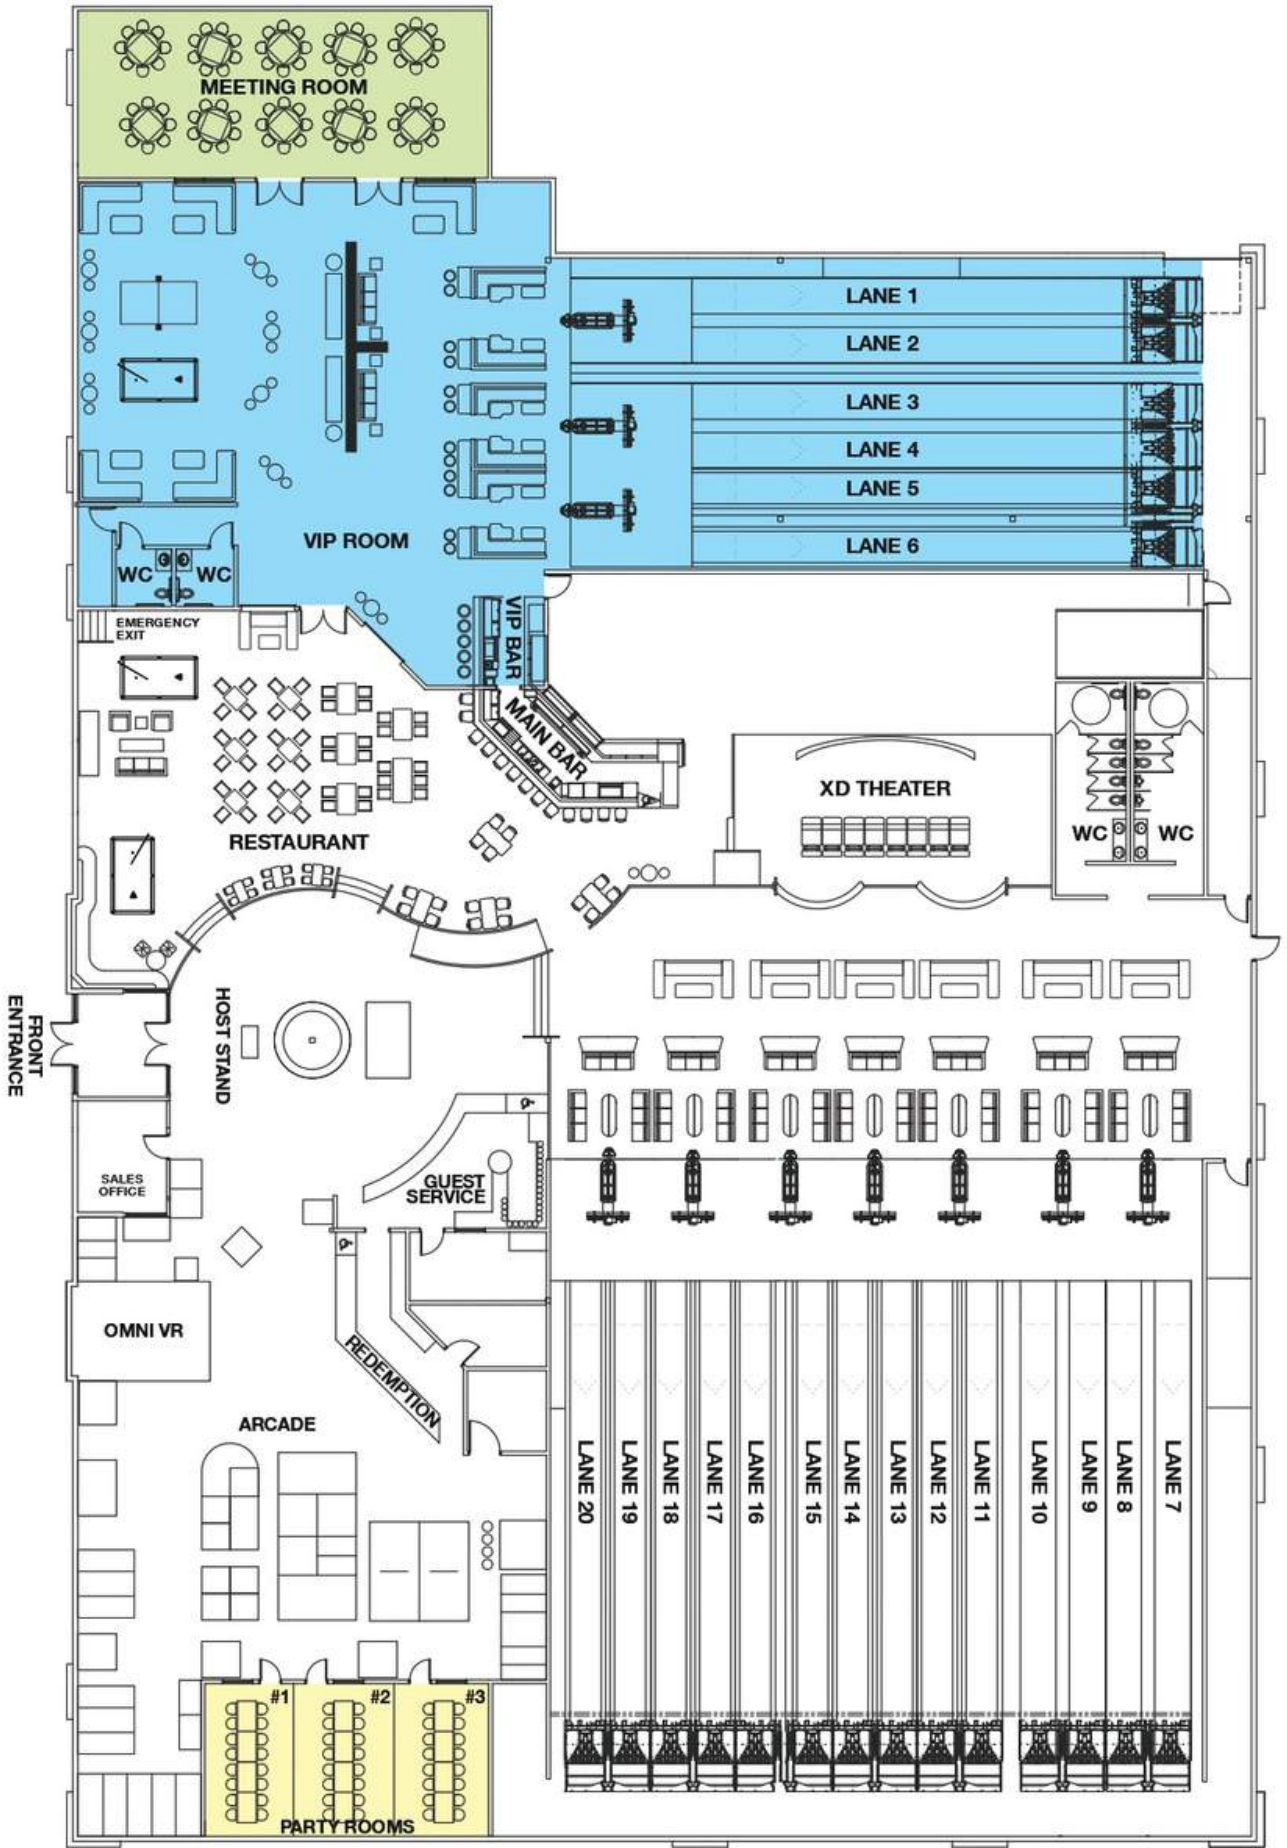 MEETING ROOM
LANE 1
LANE 2
LANE 3
LANE 4
LANE 5
LANE 6
VIP ROOM
WC
WC
VIP BAR
EMERGENCY
EXIT
MAIN BAR
XD THEATER
RESTAURANT
WC
WC
FRONT
ENTRANCE
HOST STAND
SALES
OFFICE
GUEST
SERVICE
OMNI VR
REDEMPTION
ARCADE
LANE 20
LANE 19
LANE 18
LANE 17
LANE 16
LANE 15
LANE 14
LANE 13
LANE 12
LANE 11
LANE 10
LANE 9
LANE 8
LANE 7
#1
#2
#3
PARTY ROOMS